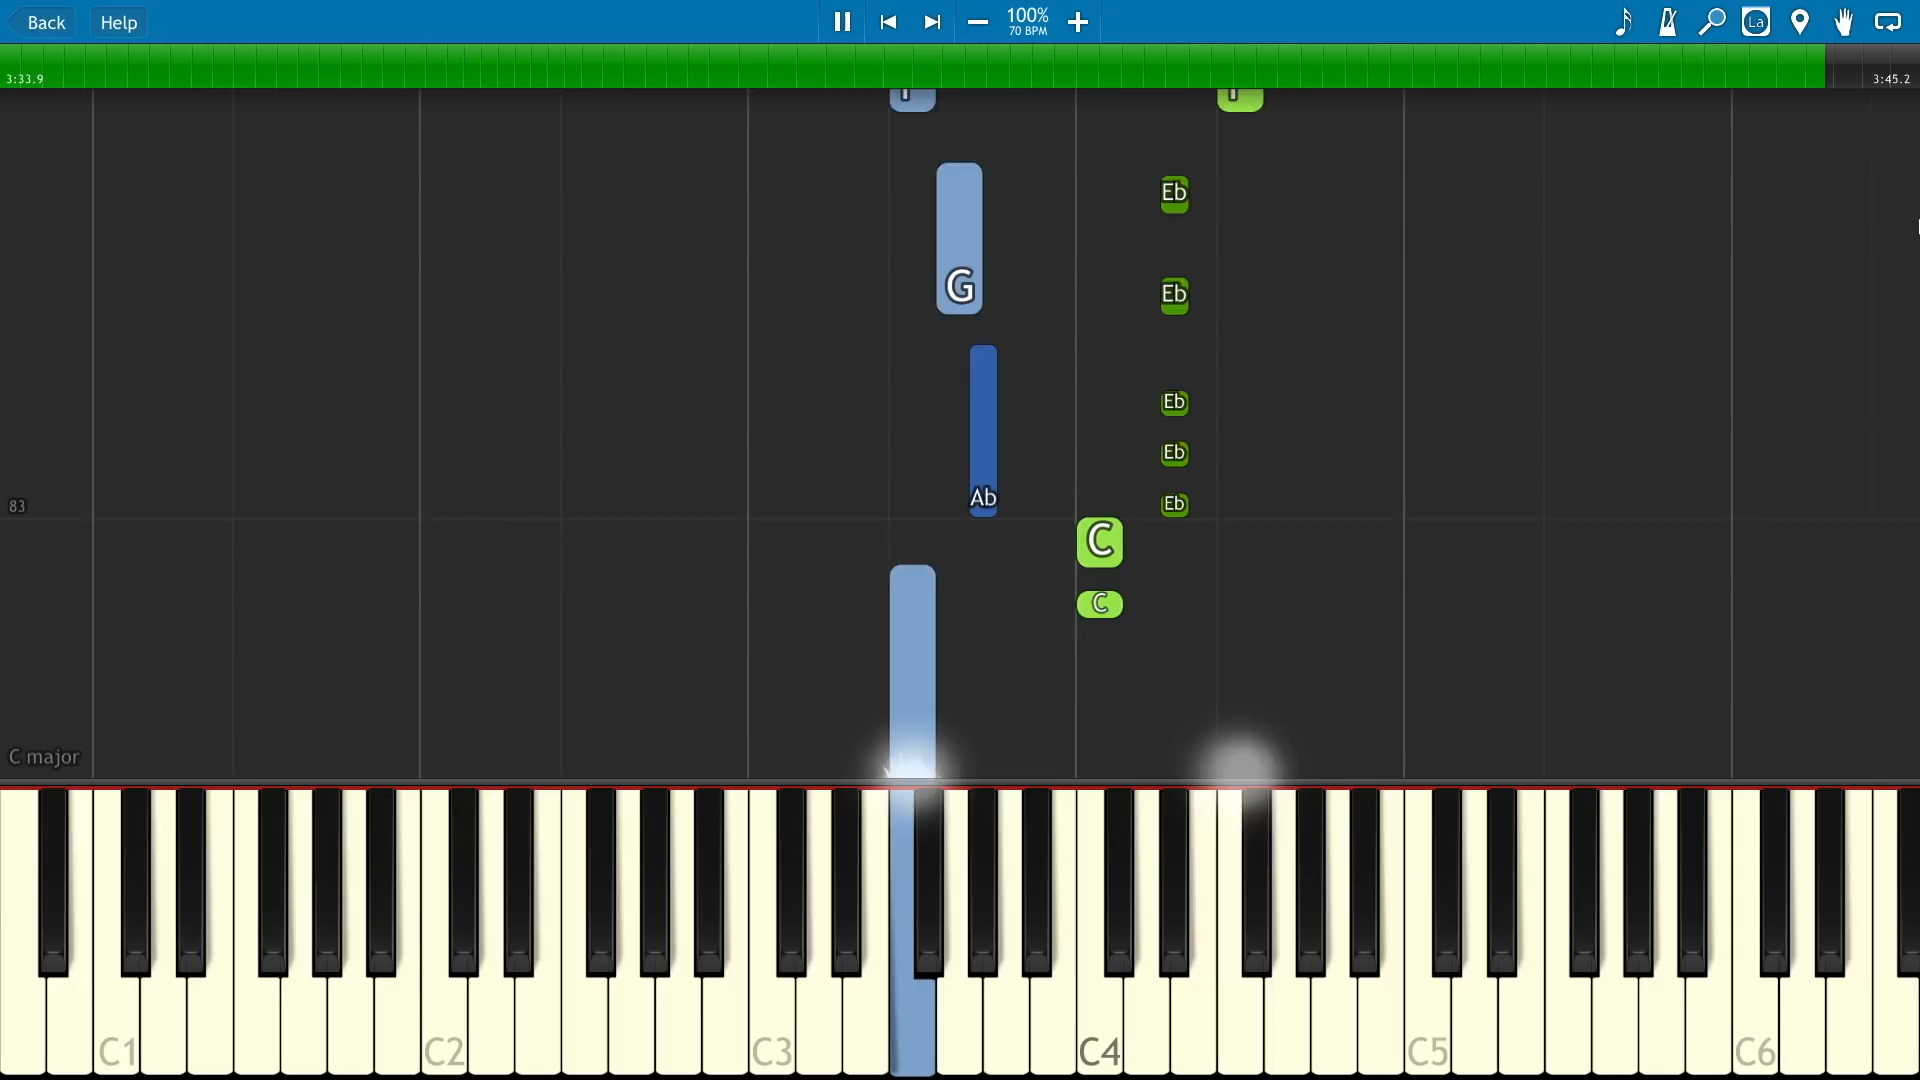 Back Help 100% La
70 BPM
3:33.9 3:45.2
Eb
G Eb
Eb
Eb
Ab Eb
83
C
C
C major
C1 C2 C3 C4 C5 C6